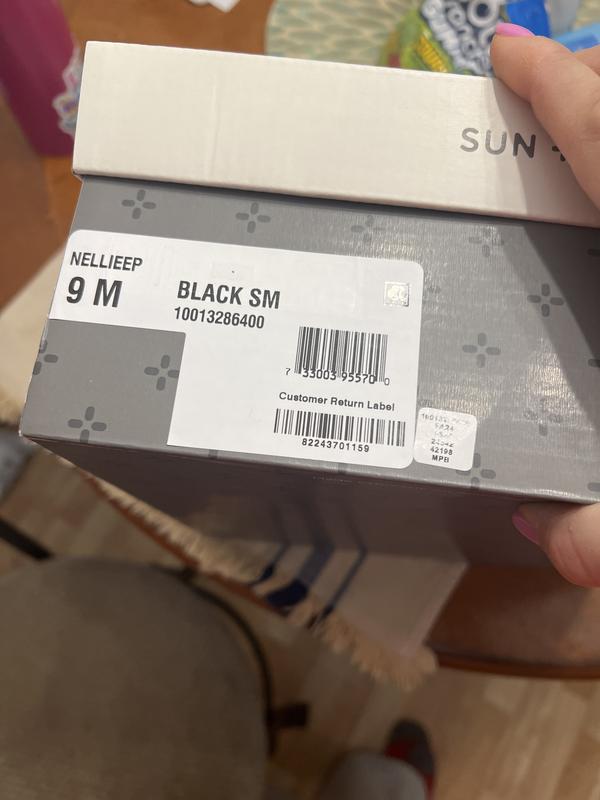 SUN +
NELLIEEP
9 M
BLACK SM
10013286400
7 33003 95570 0
Customer Return Label
82243701159
42198
MPB